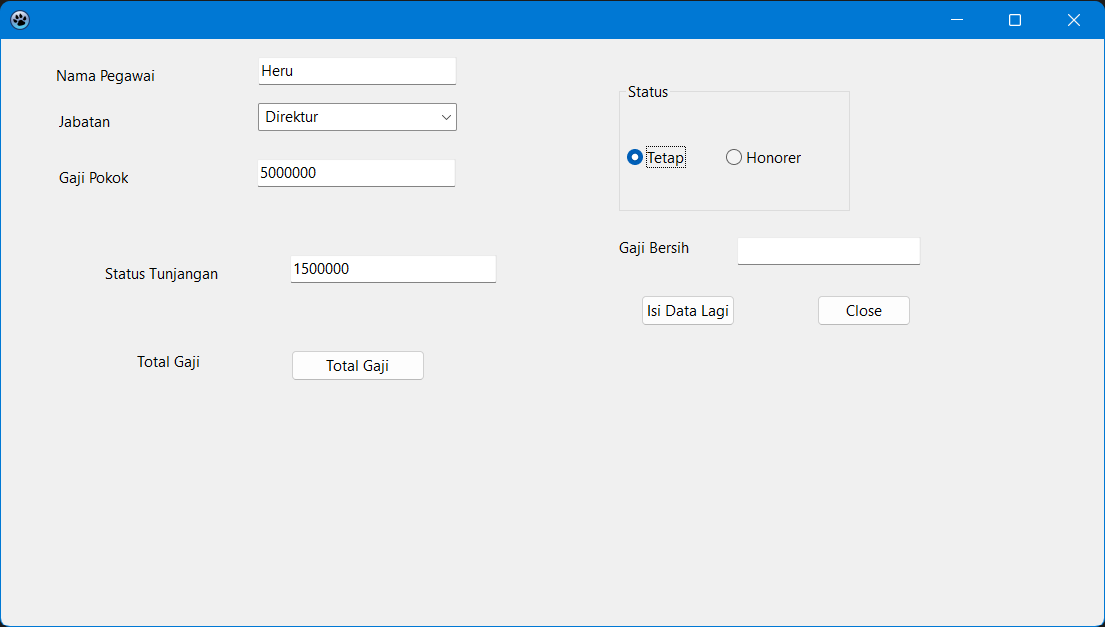 Nama Pegawai
Heru
Jabatan
Direktur
Gaji Pokok
5000000
Status Tunjangan
1500000
Total Gaji
Total Gaji
Status
Tetap
Honorer
Gaji Bersih
Isi Data Lagi
Close